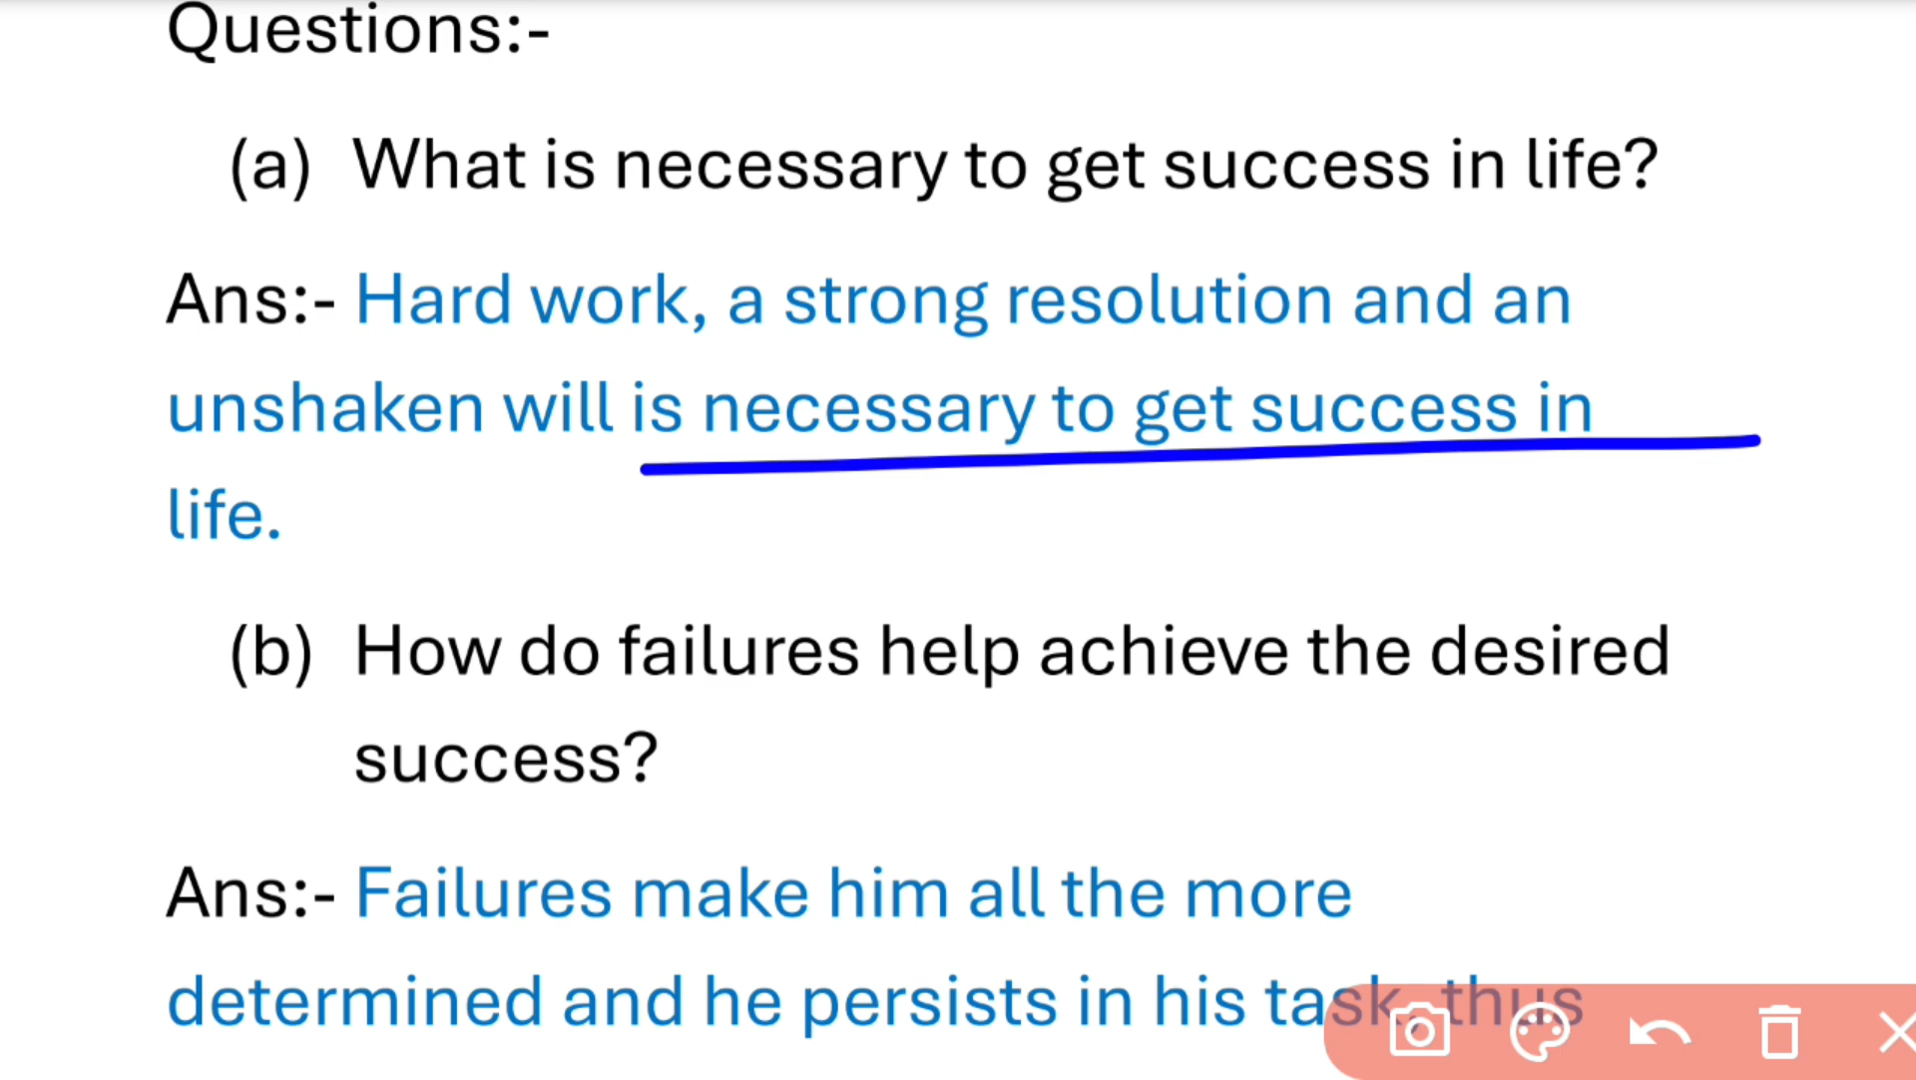 Questions:-
(a) What is necessary to get success in life?
Ans:- Hard work, a strong resolution and an
unshaken will is necessary to get success in
life.
(b) How do failures help achieve the desired
success?
Ans:- Failures make him all the more
determined and he persists in his task, thus